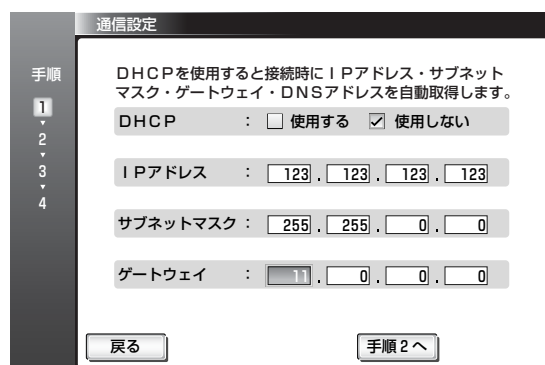 通信設定
手順
1
2
3
4
DHCPを使用すると接続時にIPアドレス・サブネット
マスク・ゲートウェイ・DNSアドレスを自動取得します。
DHCP : 使用する 使用しない
IPアドレス : 123 . 123 . 123 . 123
サブネットマスク : 255 . 255 . 0 . 0
ゲートウェイ : 11 . 0 . 0 . 0
戻る 手順2へ